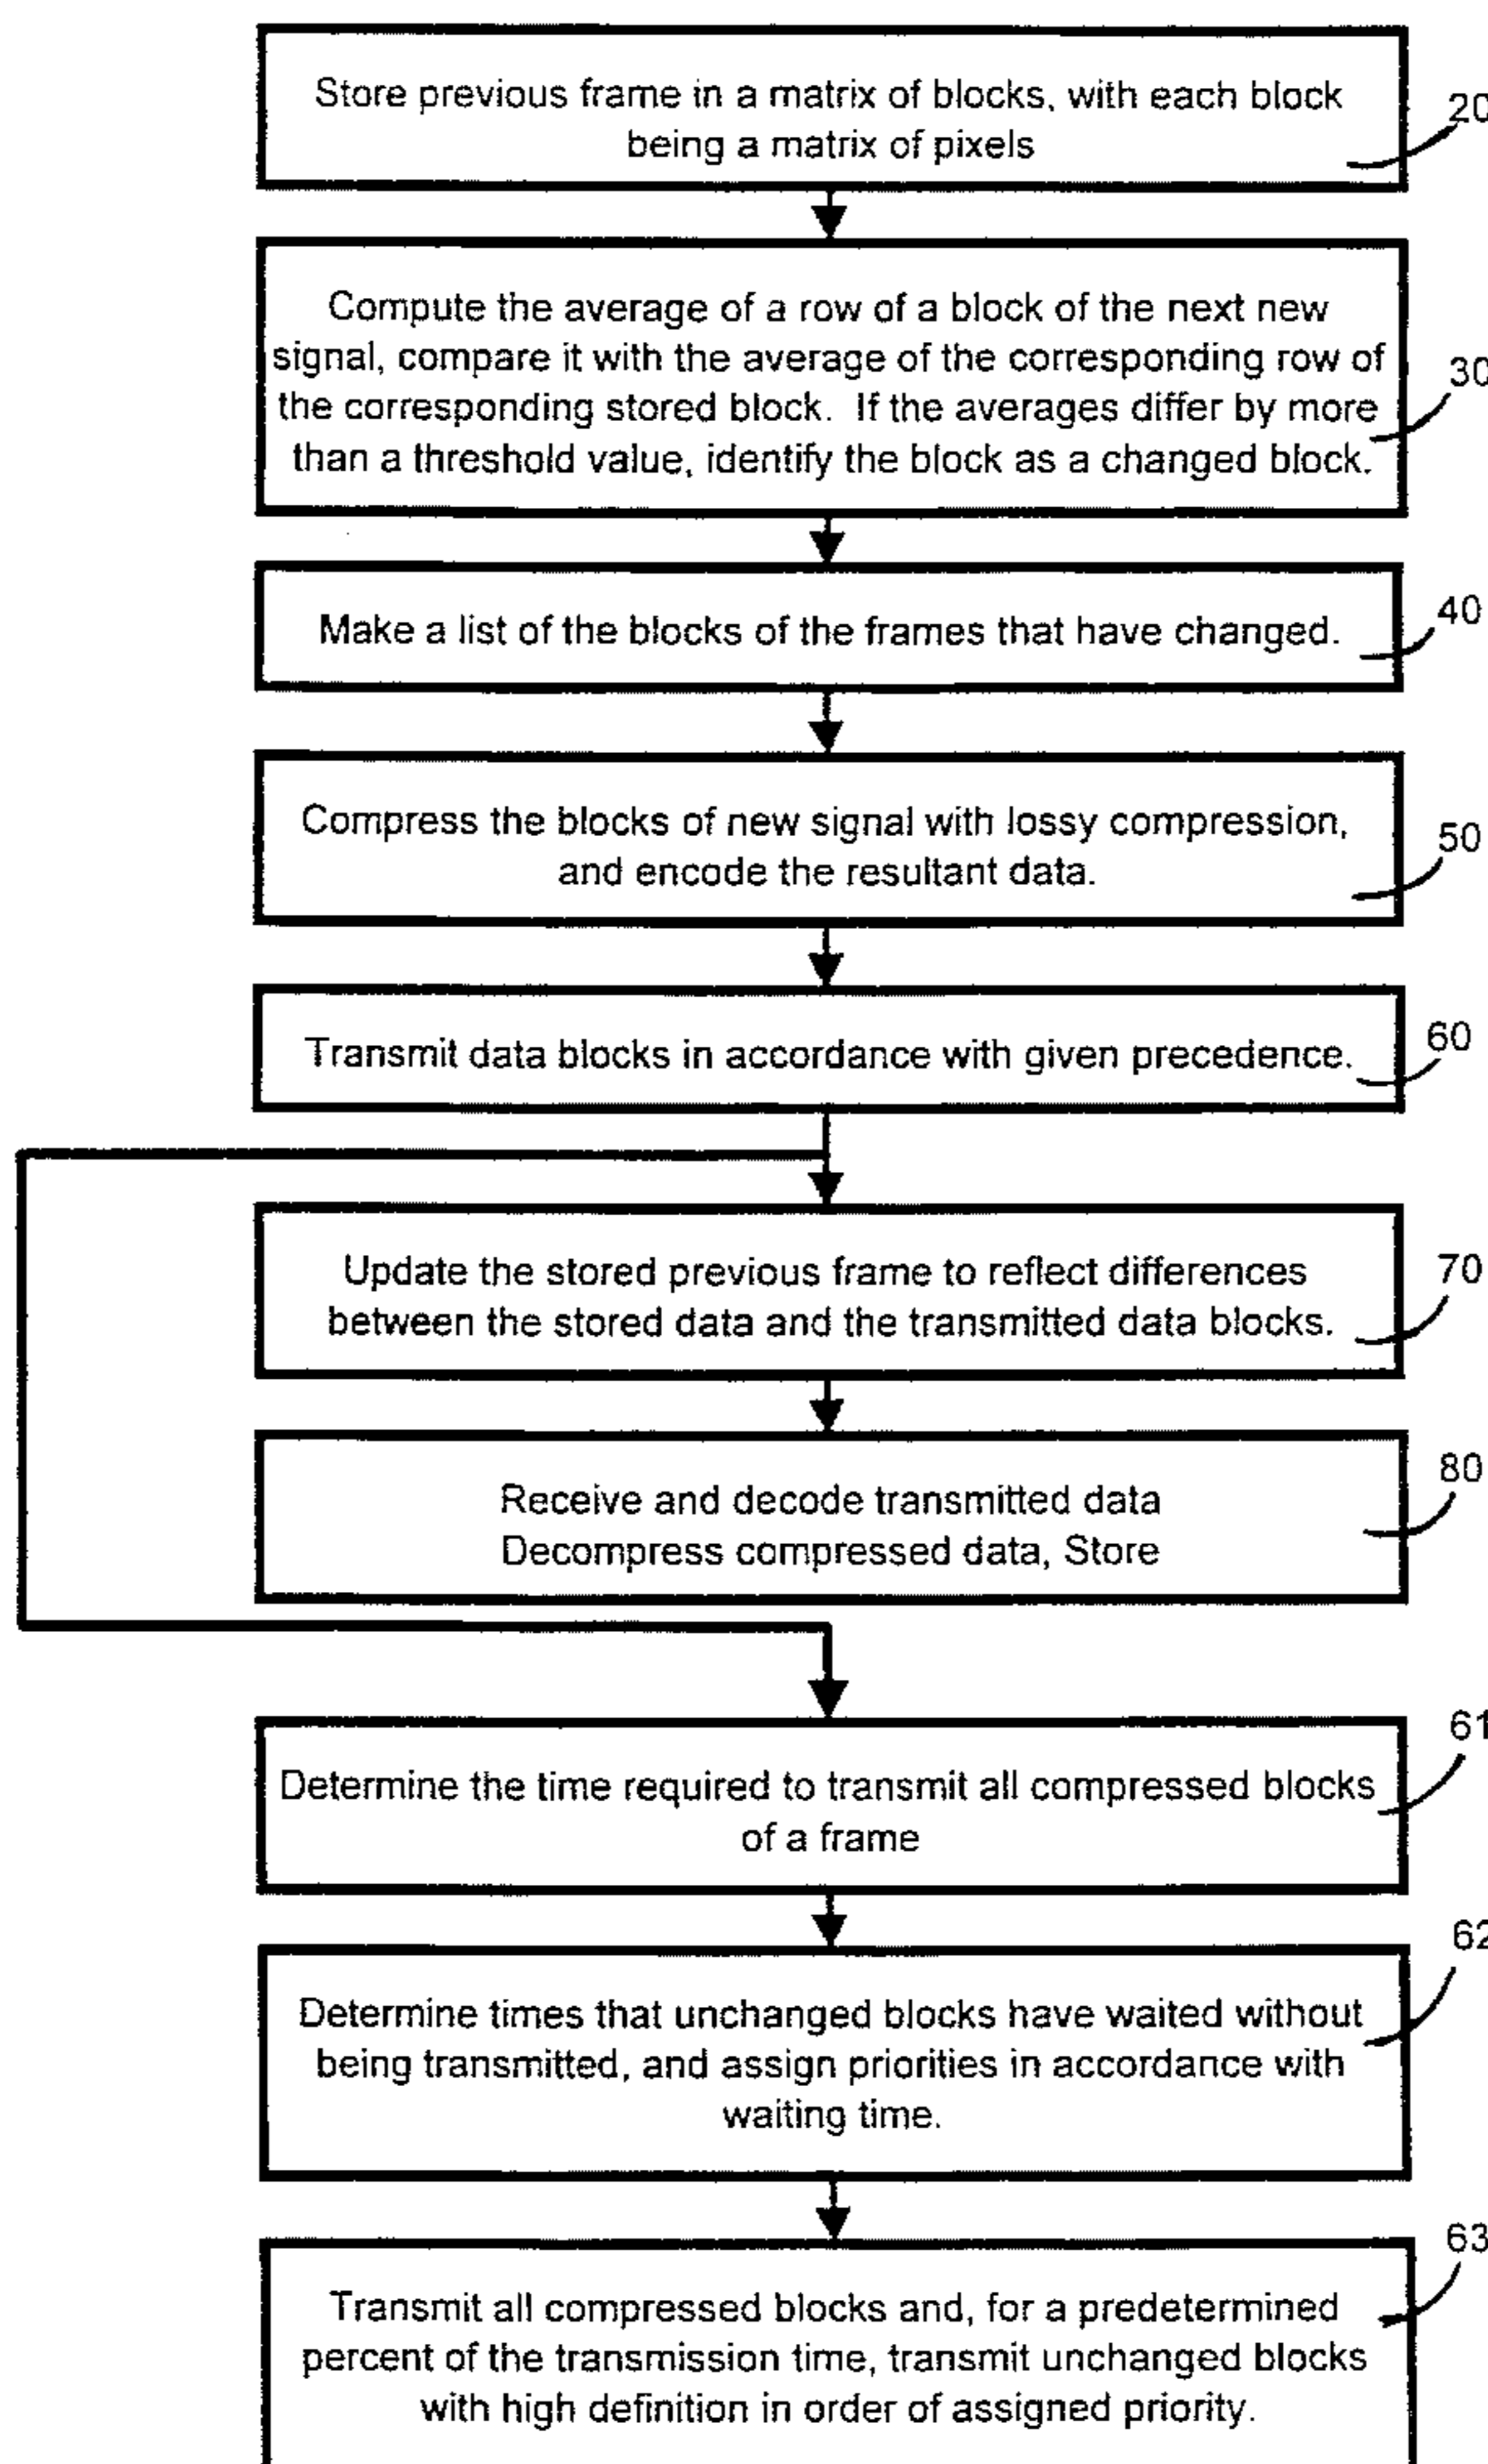 Store previous frame in a matrix of blocks, with each block
being a matrix of pixels
20
Compute the average of a row of a block of the next new
signal, compare it with the average of the corresponding row of
the corresponding stored block. If the averages differ by more
than a threshold value, identify the block as a changed block.
30
Make a list of the blocks of the frames that have changed.
40
Compress the blocks of new signal with lossy compression,
and encode the resultant data.
50
Transmit data blocks in accordance with given precedence.
60
Update the stored previous frame to reflect differences
between the stored data and the transmitted data blocks.
70
Receive and decode transmitted data
Decompress compressed data, Store
80
Determine the time required to transmit all compressed blocks
of a frame
61
Determine times that unchanged blocks have waited without
being transmitted, and assign priorities in accordance with
waiting time.
62
Transmit all compressed blocks and, for a predetermined
percent of the transmission time, transmit unchanged blocks
with high definition in order of assigned priority.
63